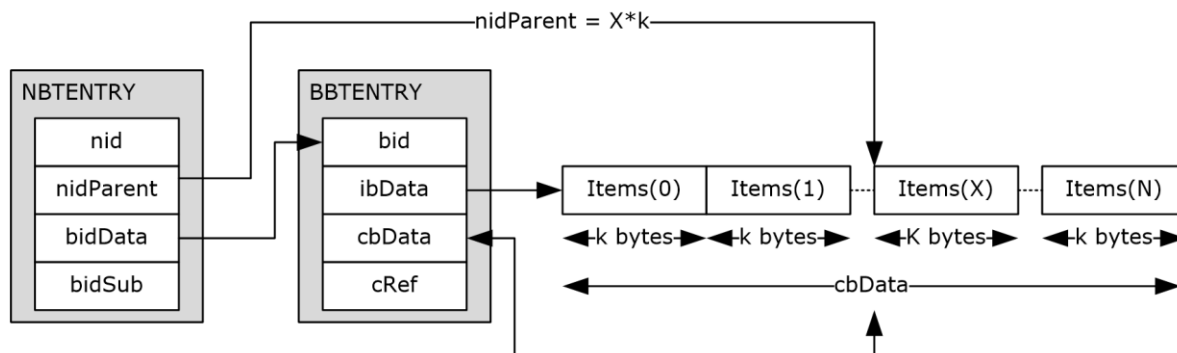 nidParent = X*k
NBTENTRY
nid
nidParent
bidData
bidSub
BBTENTRY
bid
ibData
cbData
cRef
Items(0)
Items(1)
Items(X)
Items(N)
k bytes
k bytes
K bytes
k bytes
cbData